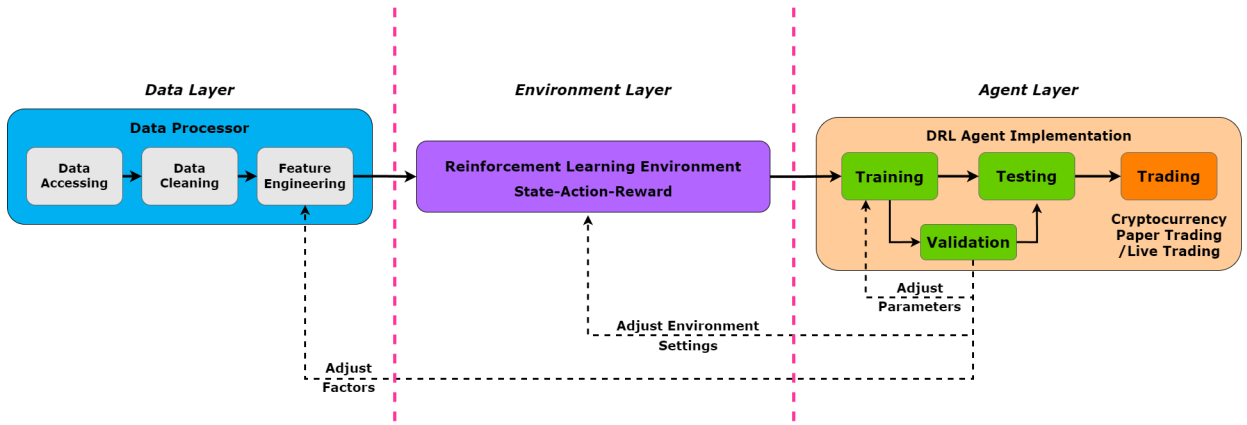 Data Layer
Environment Layer
Agent Layer
Data Processor
Data
Accessing
Data
Cleaning
Feature
Engineering
Reinforcement Learning Environment
State-Action-Reward
DRL Agent Implementation
Training
Testing
Trading
Validation
Cryptocurrency
Paper Trading
/Live Trading
Adjust
Parameters
Adjust Environment
Settings
Adjust
Factors